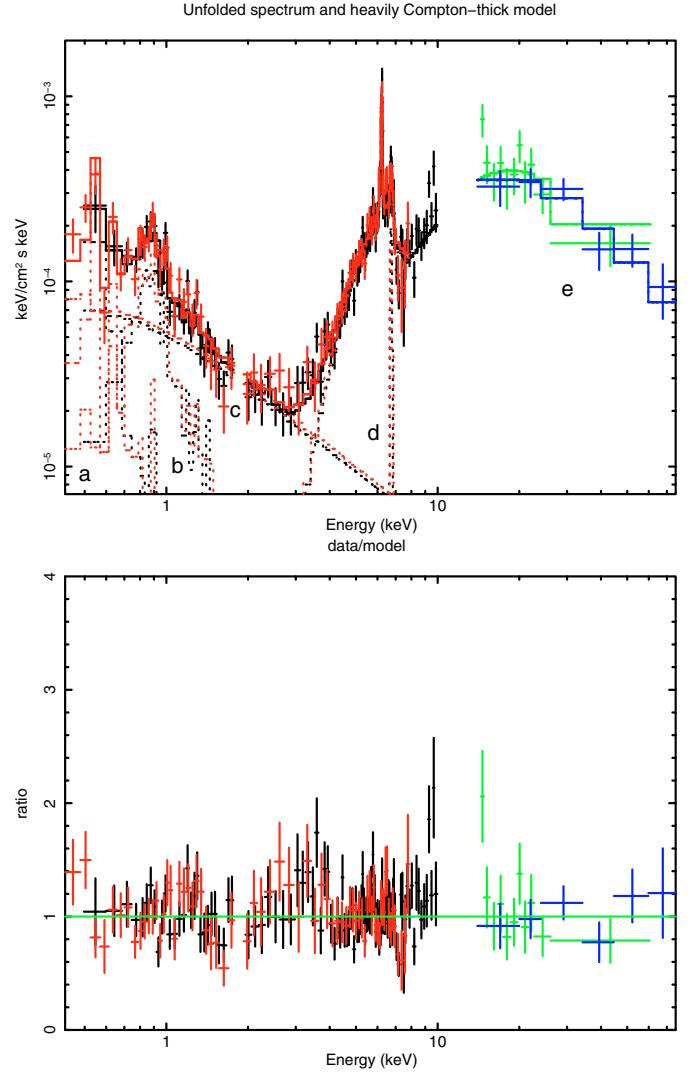 Unfolded spectrum and heavily Compton−thick model
10⁻³
10⁻⁴
10⁻⁵
keV/cm² s keV
a
b
c
d
e
1
10
Energy (keV)
data/model
4
3
2
1
0
ratio
1
10
Energy (keV)